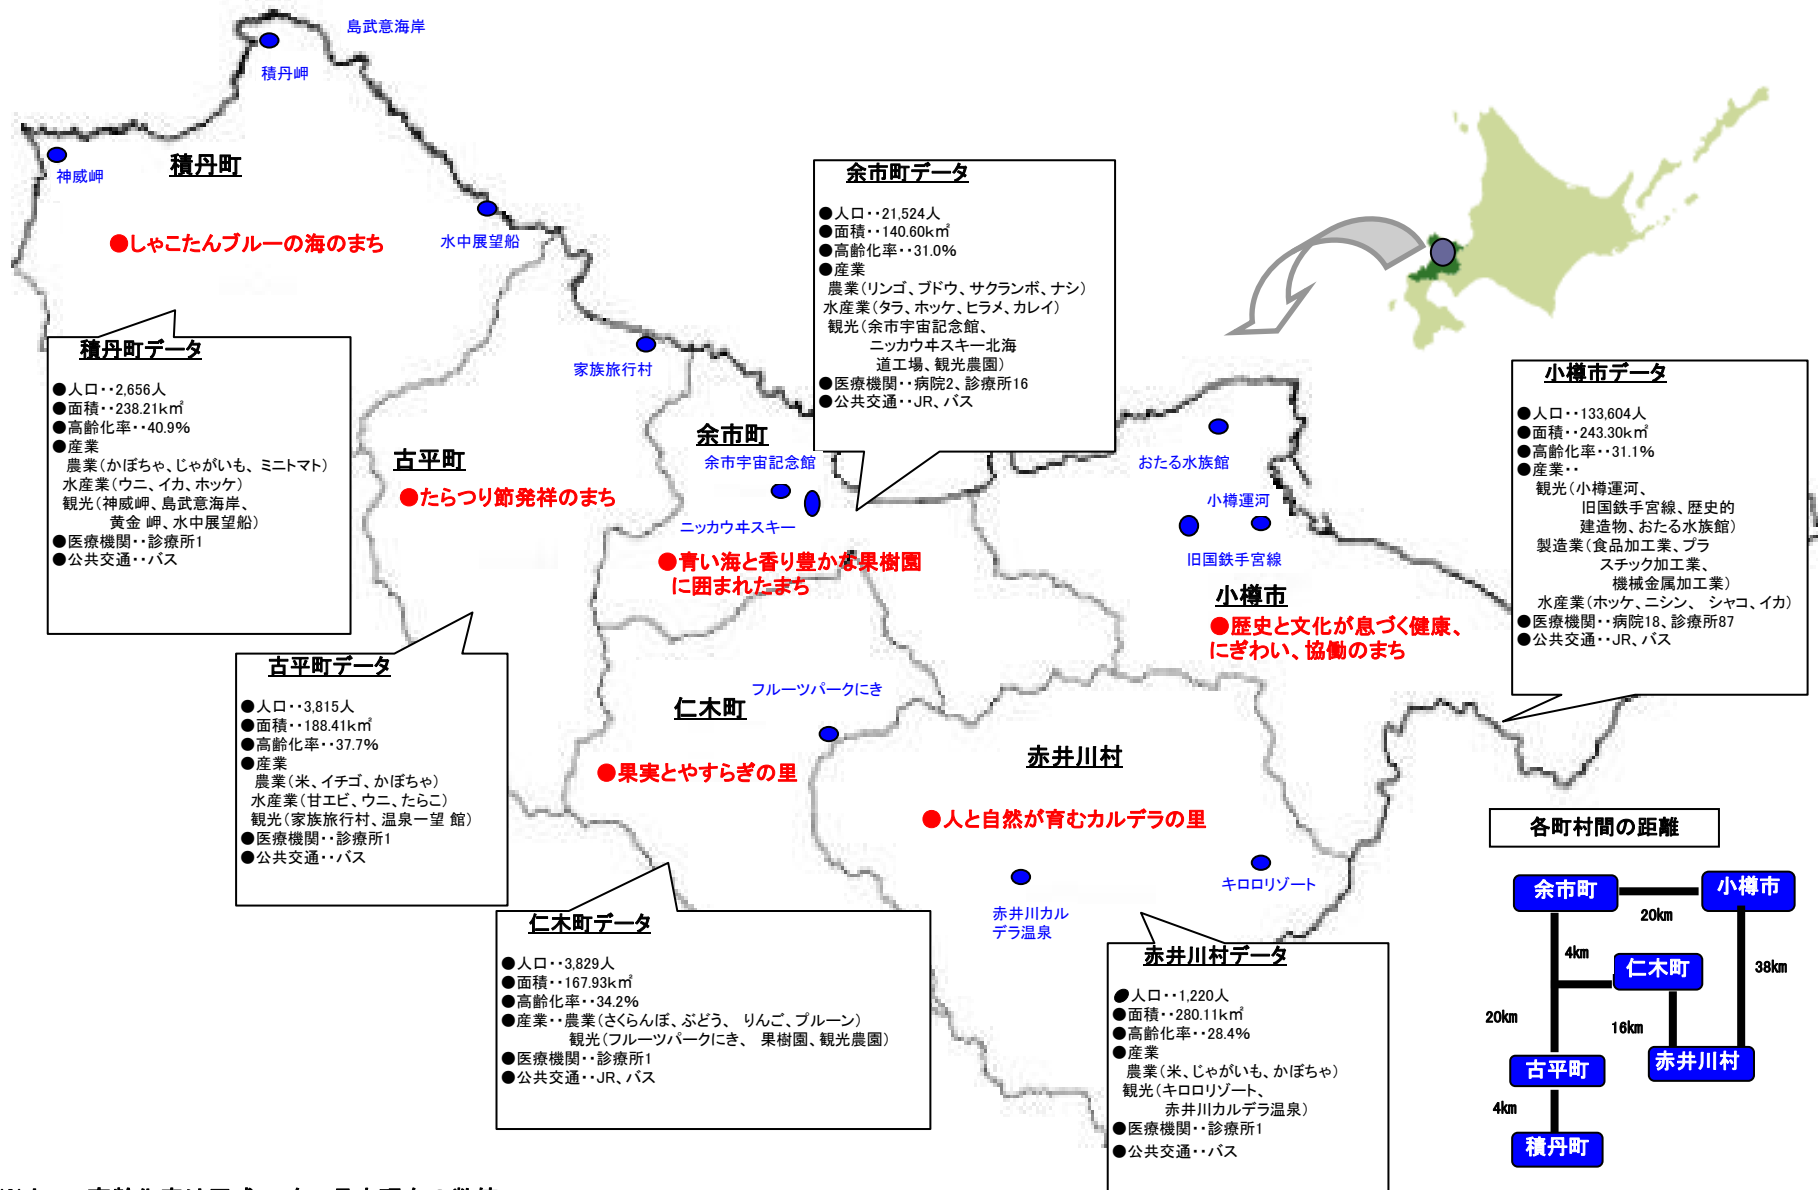 島武意海岸
積丹岬
神威岬
積丹町
●しゃこたんブルーの海のまち
水中展望船
積丹町データ
●人口・・2,656人
●面積・・238.21k㎡
●高齢化率・・40.9%
●産業
農業(かぼちゃ、じゃがいも、ミニトマト)
水産業(ウニ、イカ、ホッケ)
観光(神威岬、島武意海岸、
黄金 岬、水中展望船)
●医療機関・・診療所1
●公共交通・・バス
家族旅行村
古平町
●たらつり節発祥のまち
古平町データ
●人口・・3,815人
●面積・・188.41k㎡
●高齢化率・・37.7%
●産業
農業(米、イチゴ、かぼちゃ)
水産業(甘エビ、ウニ、たらこ)
観光(家族旅行村、温泉一望 館)
●医療機関・・診療所1
●公共交通・・バス
余市町データ
●人口・・21,524人
●面積・・140.60k㎡
●高齢化率・・31.0%
●産業
農業(リンゴ、ブドウ、サクランボ、ナシ)
水産業(タラ、ホッケ、ヒラメ、カレイ)
観光(余市宇宙記念館、
ニッカウヰスキー北海
道工場、観光農園)
●医療機関・・病院2、診療所16
●公共交通・・JR、バス
余市町
余市宇宙記念館
ニッカウヰスキー
●青い海と香り豊かな果樹園
に囲まれたまち
仁木町
フルーツパークにき
●果実とやすらぎの里
仁木町データ
●人口・・3,829人
●面積・・167.93k㎡
●高齢化率・・34.2%
●産業・・農業(さくらんぼ、ぶどう、 りんご、プルーン)
観光(フルーツパークにき、 果樹園、観光農園)
●医療機関・・診療所1
●公共交通・・JR、バス
おたる水族館
小樽運河
旧国鉄手宮線
小樽市
●歴史と文化が息づく健康、
にぎわい、協働のまち
小樽市データ
●人口・・133,604人
●面積・・243.30k㎡
●高齢化率・・31.1%
●産業・・
観光(小樽運河、
旧国鉄手宮線、歴史的
建造物、おたる水族館)
製造業(食品加工業、プラ
スチック加工業、
機械金属加工業)
水産業(ホッケ、ニシン、 シャコ、イカ)
●医療機関・・病院18、診療所87
●公共交通・・JR、バス
赤井川村
●人と自然が育むカルデラの里
赤井川カル
デラ温泉
キロロリゾート
赤井川村データ
●人口・・1,220人
●面積・・280.11k㎡
●高齢化率・・28.4%
●産業
農業(米、じゃがいも、かぼちゃ)
観光(キロロリゾート、
赤井川カルデラ温泉)
●医療機関・・診療所1
●公共交通・・バス
各町村間の距離
余市町
小樽市
20km
4km
仁木町
38km
20km
16km
古平町
赤井川村
4km
積丹町